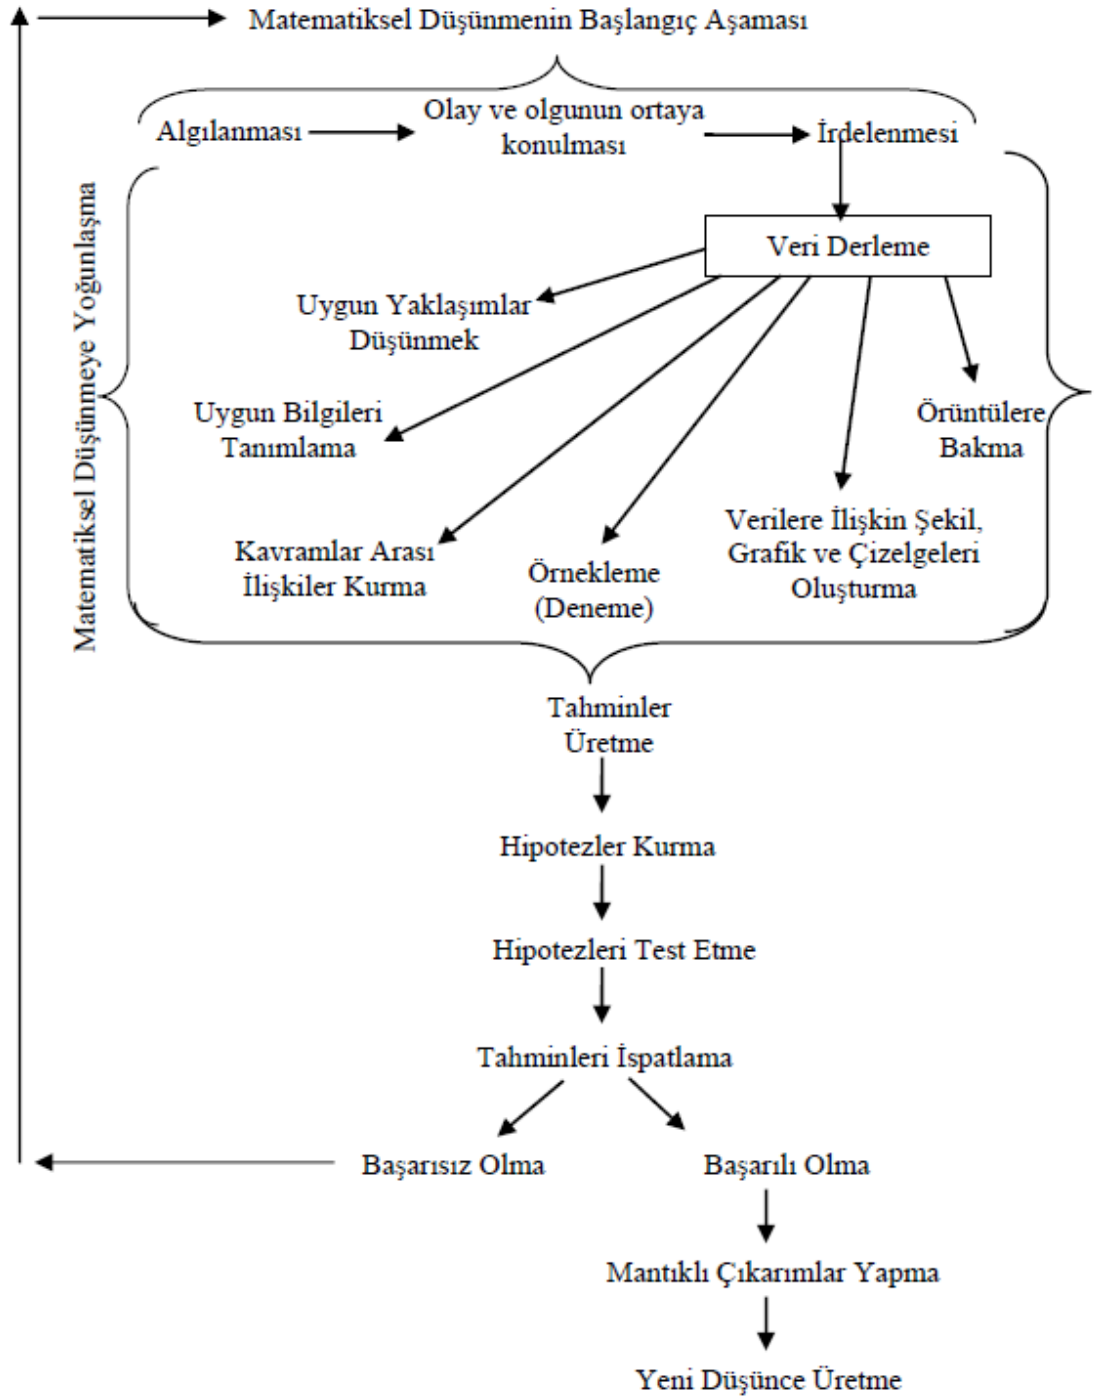 Matematiksel Düşünmenin Başlangıç Aşaması
Algılanması
Olay ve olgunun ortaya
konulması
İrdelenmesi
Matematiksel Düşünmeye Yoğunlaşma
Veri Derleme
Uygun Yaklaşımlar
Düşünmek
Uygun Bilgileri
Tanımlama
Kavramlar Arası
İlişkiler Kurma
Örnekleme
(Deneme)
Verilere İlişkin Şekil,
Grafik ve Çizelgeleri
Oluşturma
Örüntülere
Bakma
Tahminler
Üretme
Hipotezler Kurma
Hipotezleri Test Etme
Tahminleri İspatlama
Başarısız Olma
Başarılı Olma
Mantıklı Çıkarımlar Yapma
Yeni Düşünce Üretme